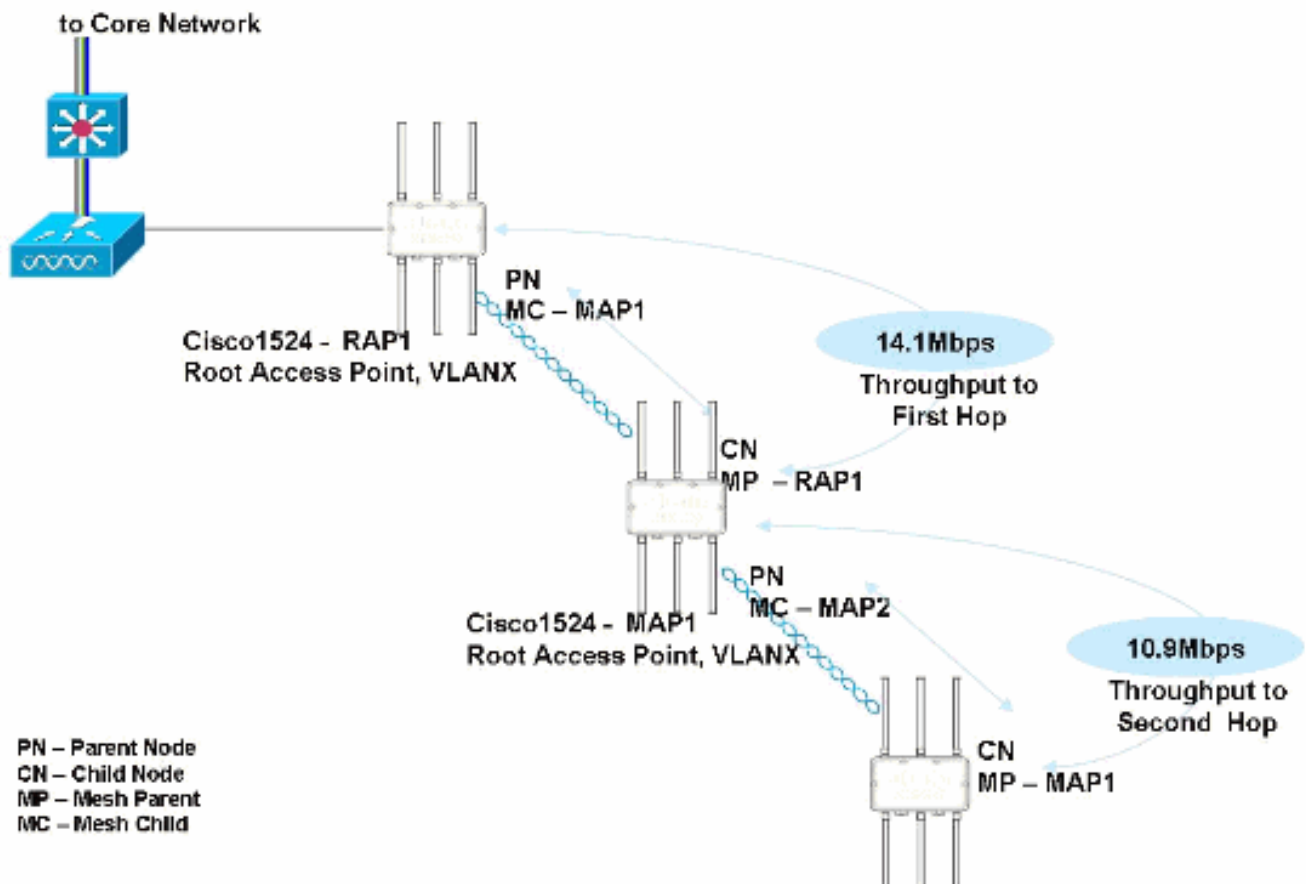 to Core Network
PN
MC – MAP1
Cisco1524 - RAP1
Root Access Point, VLANX
14.1Mbps
Throughput to
First Hop
CN
MP – RAP1
PN
MC – MAP2
Cisco1524 - MAP1
Root Access Point, VLANX
10.9Mbps
Throughput to
Second Hop
CN
MP – MAP1
PN – Parent Node
CN – Child Node
MP – Mesh Parent
MC – Mesh Child